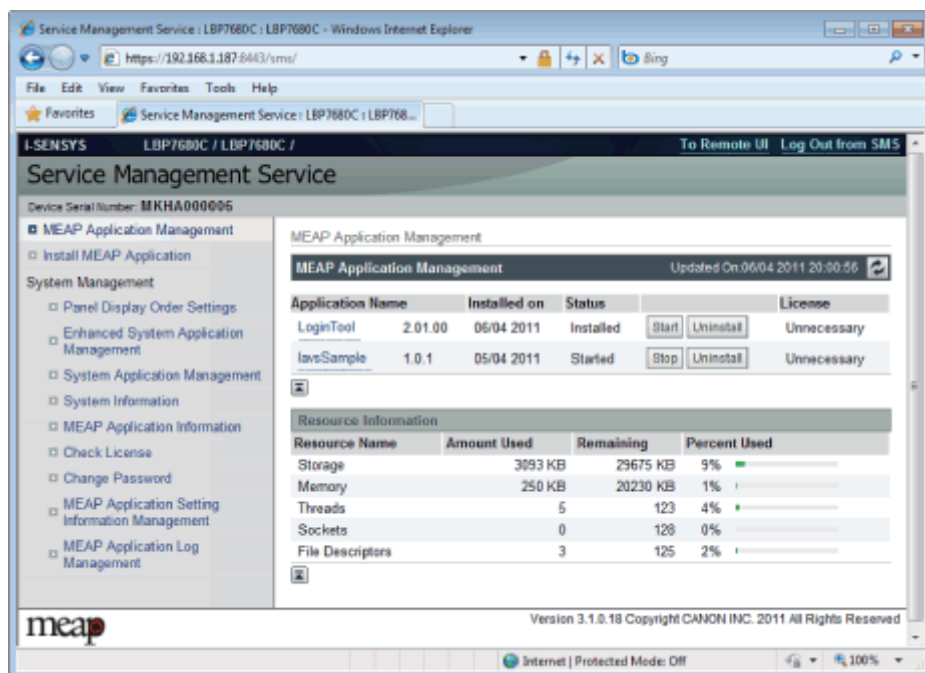 Service Management Service : LBP7680C : LBP7680C - Windows Internet Explorer
https://192.168.1.187:8443/sms/
Bing
File Edit View Favorites Tools Help
Favorites Service Management Service : LBP7680C : LBP768...
i-SENSYS LBP7680C / LBP7680C / To Remote UI Log Out from SMS
Service Management Service
Device Serial Number: MKHA000006
MEAP Application Management
Install MEAP Application
System Management
Panel Display Order Settings
Enhanced System Application
Management
System Application Management
System Information
MEAP Application Information
Check License
Change Password
MEAP Application Setting
Information Management
MEAP Application Log
Management
MEAP Application Management
MEAP Application Management Updated On:06/04 2011 20:00:56
Application Name Installed on Status License
LoginTool 2.01.00 06/04 2011 Installed Start Uninstall Unnecessary
IavsSample 1.0.1 05/04 2011 Started Stop Uninstall Unnecessary
Resource Information
Resource Name Amount Used Remaining Percent Used
Storage 3093 KB 29675 KB 9%
Memory 250 KB 20230 KB 1%
Threads 5 123 4%
Sockets 0 128 0%
File Descriptors 3 125 2%
meap Version 3.1.0.18 Copyright CANON INC. 2011 All Rights Reserved
Internet | Protected Mode: Off 100%